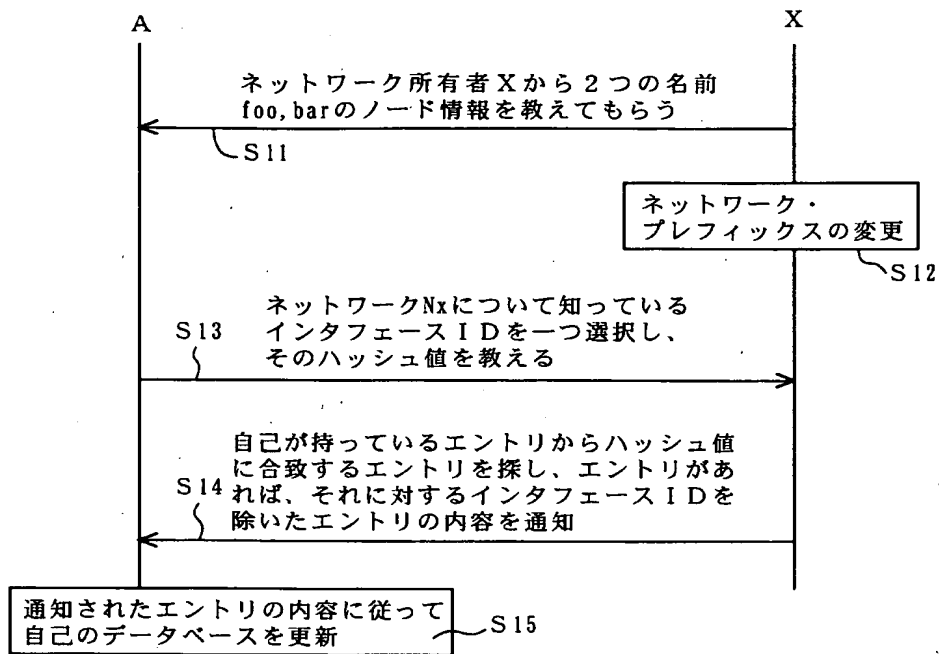 A
X
ネットワーク所有者Xから2つの名前
foo,barのノード情報を教えてもらう
S11
ネットワーク・
プレフィックスの変更
S12
ネットワークNxについて知っている
インタフェースIDを一つ選択し、
そのハッシュ値を教える
S13
自己が持っているエントリからハッシュ値
に合致するエントリを探し、エントリがあ
れば、それに対するインタフェースIDを
除いたエントリの内容を通知
S14
通知されたエントリの内容に従って
自己のデータベースを更新
S15